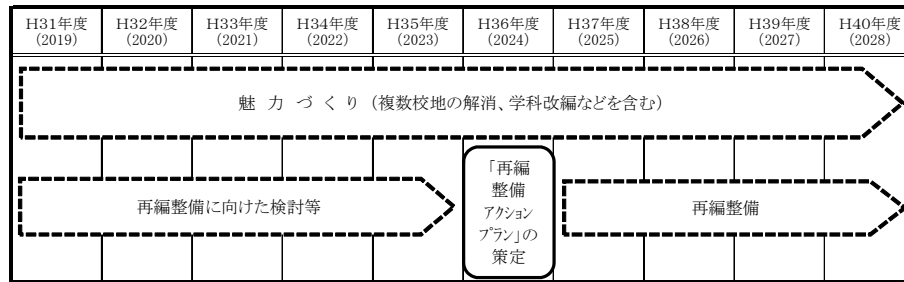 H31年度 H32年度 H33年度 H34年度 H35年度 H36年度 H37年度 H38年度 H39年度 H40年度
(2019) (2020) (2021) (2022) (2023) (2024) (2025) (2026) (2027) (2028)
魅 力 づ く り（複数校地の解消、学科改編などを含む）
再編整備に向けた検討等
「再編
整備
ｱｸｼｮﾝ
ﾌﾟﾗﾝ」の
策定
再編整備